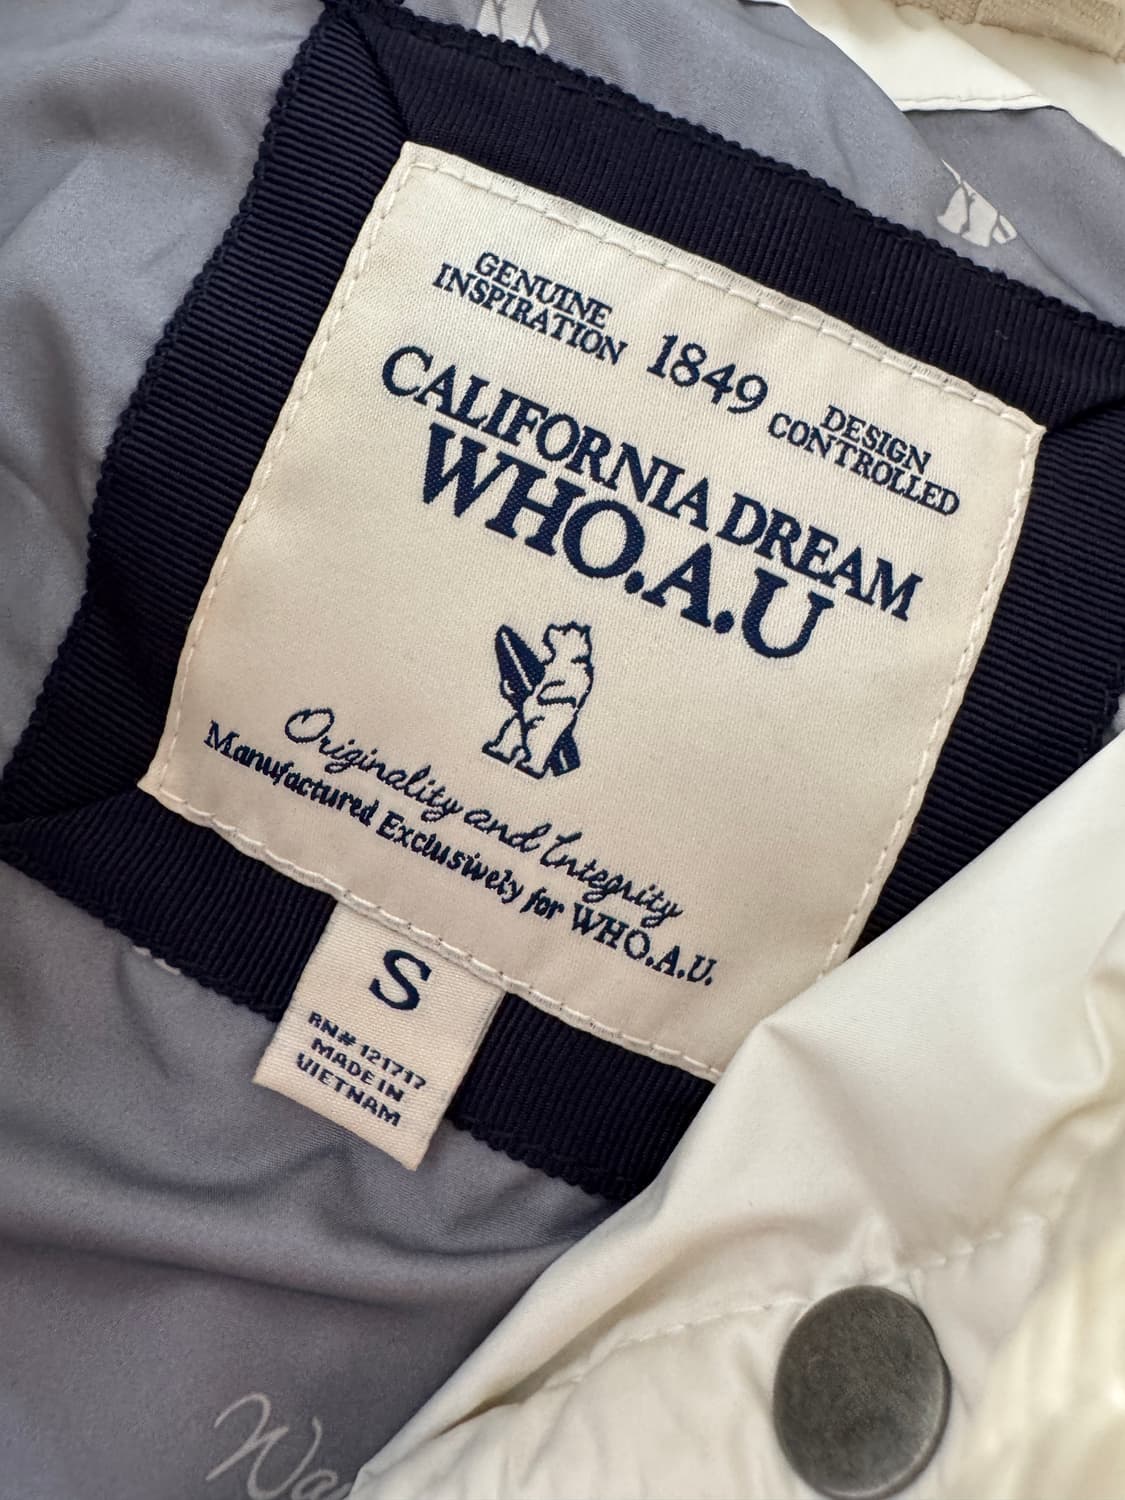 GENUINE
INSPIRATION
1849
DESIGN
CONTROLLED
CALIFORNIA DREAM
WHO.A.U
Originality and Integrity
Manufactured Exclusively for WHO.A.U.
S
RN# 121717
MADE IN
VIETNAM